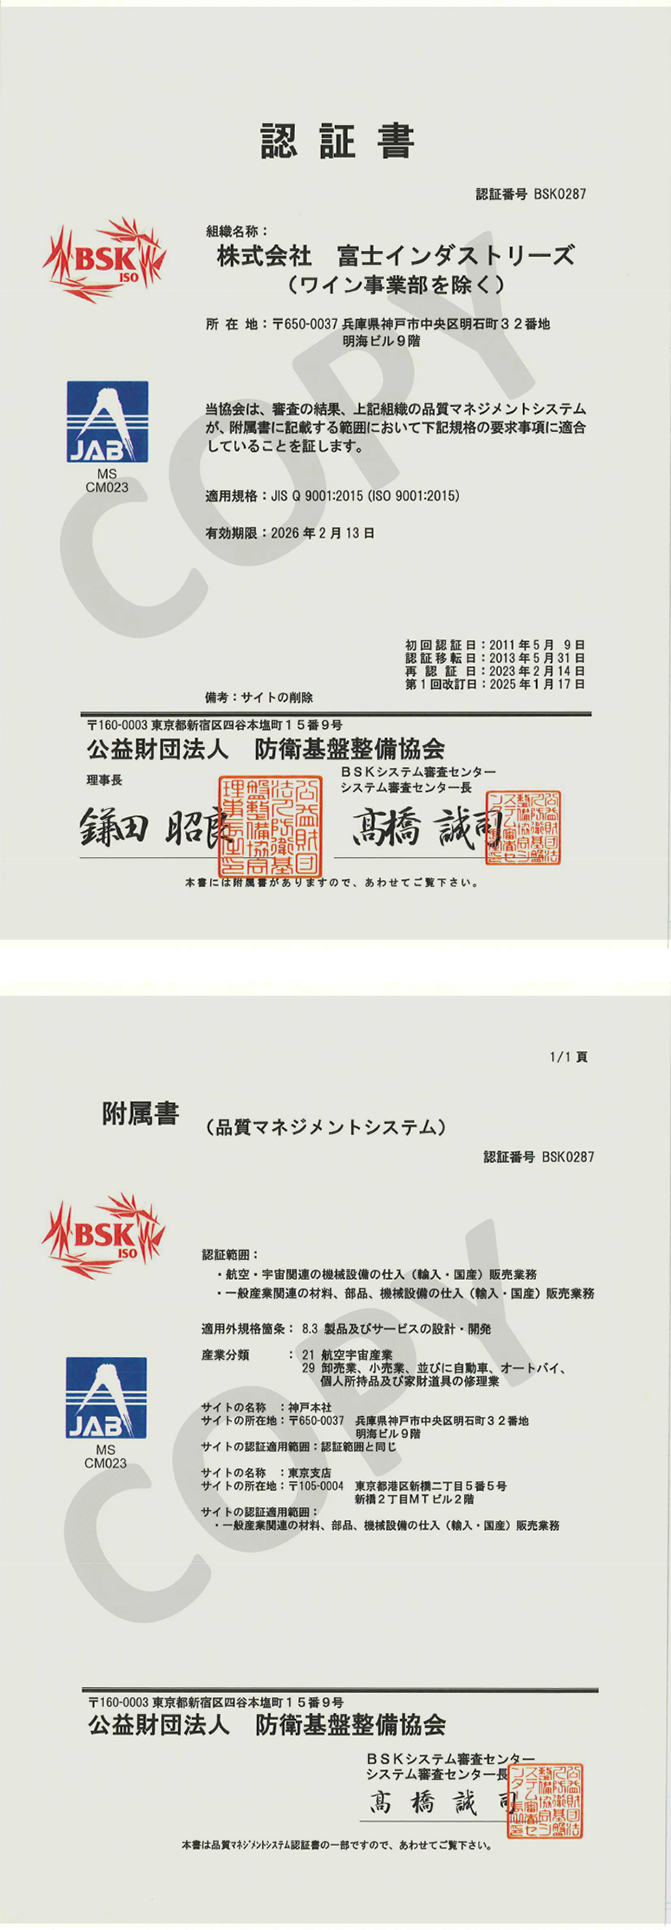 認証書
認証番号 BSK0287
BSK
ISO
組織名称：
株式会社　富士インダストリーズ
（ワイン事業部を除く）
所 在 地：〒650-0037 兵庫県神戸市中央区明石町３２番地
明海ビル９階
JAB
MS
CM023
当協会は、審査の結果、上記組織の品質マネジメントシステム
が、附属書に記載する範囲において下記規格の要求事項に適合
していることを証します。
適用規格：JIS Q 9001:2015 (ISO 9001:2015)
有効期限：2026 年 2 月 13 日
COPY
初回認証日：2011 年 5 月 9 日
認証移転日：2013 年 5 月 31 日
再認証日：2023 年 2 月 14 日
第１回改訂日：2025 年 1 月 17 日
備考：サイトの削除
〒160-0003 東京都新宿区四谷本塩町１５番９号
公益財団法人　防衛基盤整備協会
理事長
鎌田 昭良
ＢＳＫシステム審査センター
システム審査センター長
髙橋 誠司
本書には附属書がありますので、あわせてご覧下さい。
1/1 頁
附属書　（品質マネジメントシステム）
認証番号 BSK0287
BSK
ISO
認証範囲：
・航空・宇宙関連の機械設備の仕入（輸入・国産）販売業務
・一般産業関連の材料、部品、機械設備の仕入（輸入・国産）販売業務
適用外規格箇条： 8.3 製品及びサービスの設計・開発
産業分類　　　： 21 航空宇宙産業
29 卸売業、小売業、並びに自動車、オートバイ、
個人所持品及び家財道具の修理業
JAB
MS
CM023
サイトの名称　：神戸本社
サイトの所在地：〒650-0037　兵庫県神戸市中央区明石町３２番地
明海ビル９階
サイトの認証適用範囲：認証範囲と同じ
サイトの名称　：東京支店
サイトの所在地：〒105-0004　東京都港区新橋二丁目５番５号
新橋２丁目ＭＴビル２階
サイトの認証適用範囲：
・一般産業関連の材料、部品、機械設備の仕入（輸入・国産）販売業務
COPY
〒160-0003 東京都新宿区四谷本塩町１５番９号
公益財団法人　防衛基盤整備協会
ＢＳＫシステム審査センター
システム審査センター長
髙橋 誠司
本書は品質ﾏﾈｼﾞﾒﾝﾄｼｽﾃﾑ認証書の一部ですので、あわせてご覧下さい。